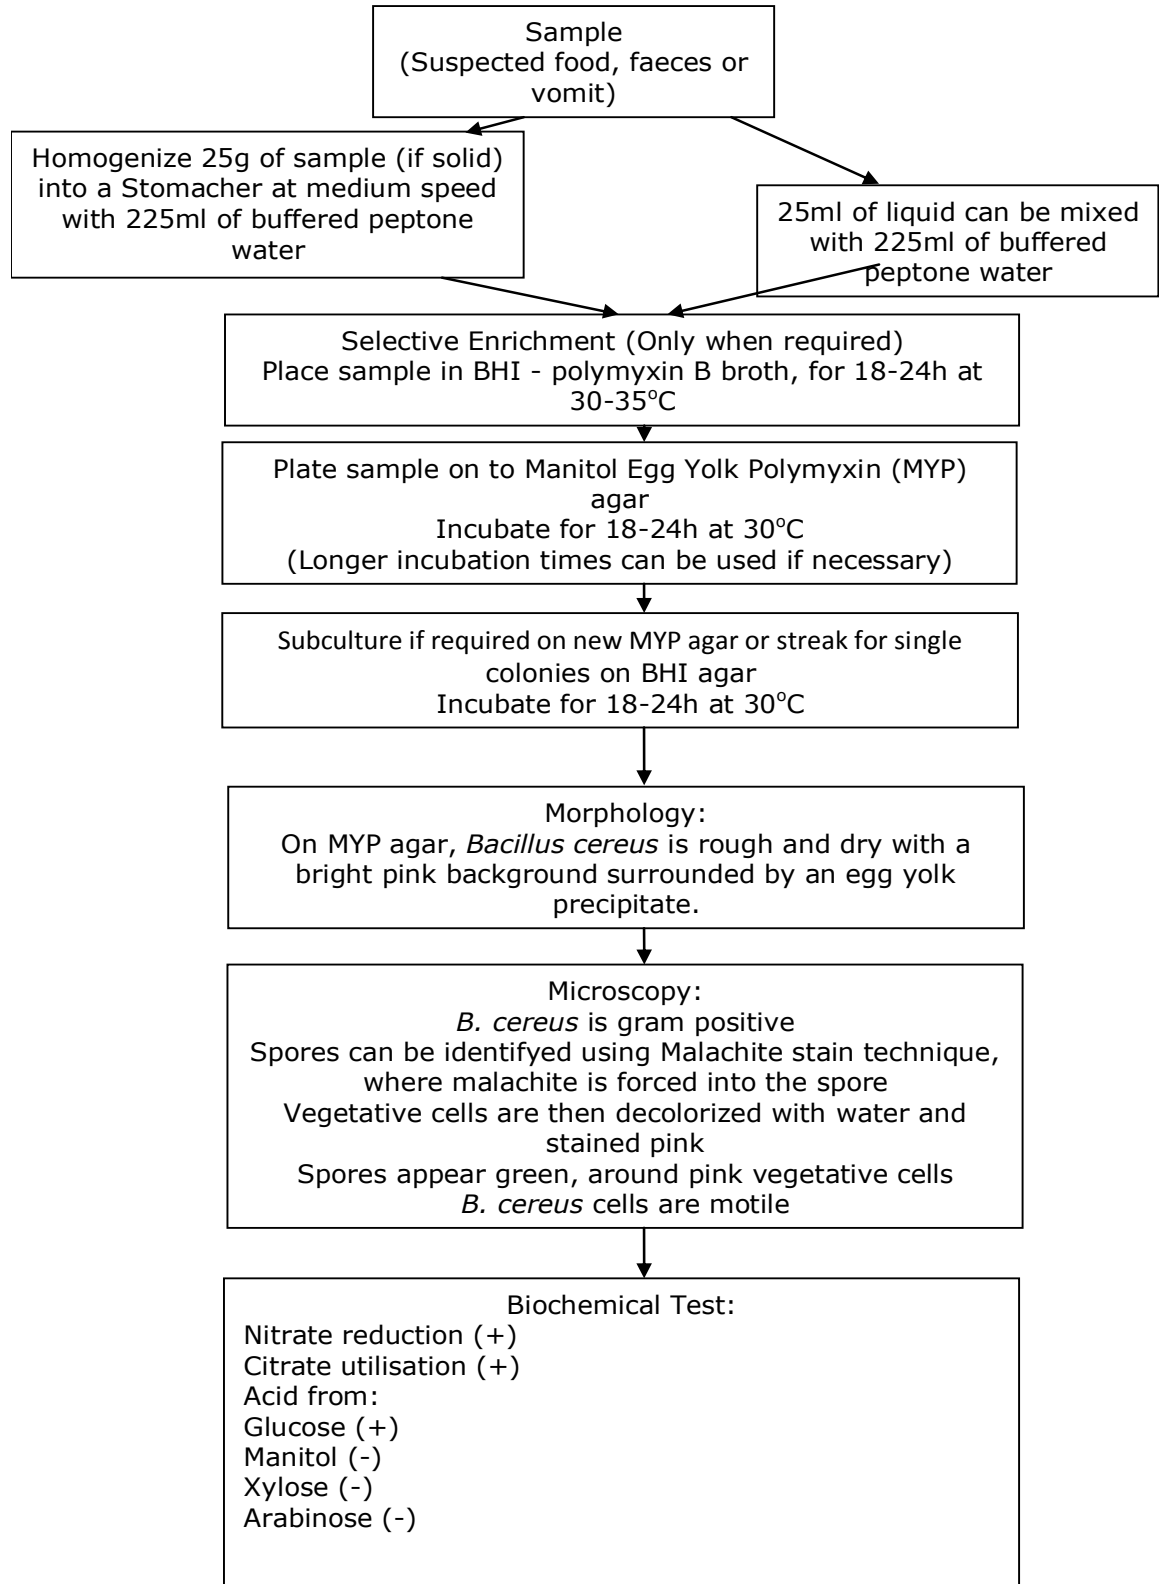 Sample
(Suspected food, faeces or
vomit)
Homogenize 25g of sample (if solid)
into a Stomacher at medium speed
with 225ml of buffered peptone
water
25ml of liquid can be mixed
with 225ml of buffered
peptone water
Selective Enrichment (Only when required)
Place sample in BHI - polymyxin B broth, for 18-24h at
30-35°C
Plate sample on to Manitol Egg Yolk Polymyxin (MYP)
agar
Incubate for 18-24h at 30°C
(Longer incubation times can be used if necessary)
Subculture if required on new MYP agar or streak for single
colonies on BHI agar
Incubate for 18-24h at 30°C
Morphology:
On MYP agar, Bacillus cereus is rough and dry with a
bright pink background surrounded by an egg yolk
precipitate.
Microscopy:
B. cereus is gram positive
Spores can be identifyed using Malachite stain technique,
where malachite is forced into the spore
Vegetative cells are then decolorized with water and
stained pink
Spores appear green, around pink vegetative cells
B. cereus cells are motile
Biochemical Test:
Nitrate reduction (+)
Citrate utilisation (+)
Acid from:
Glucose (+)
Manitol (-)
Xylose (-)
Arabinose (-)